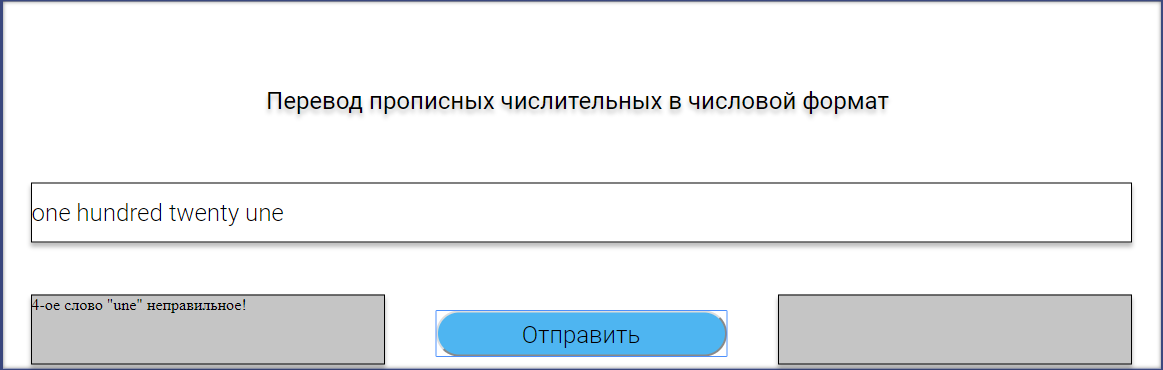 Перевод прописных числительных в числовой формат
one hundred twenty une
4-ое слово "une" неправильное!
Отправить